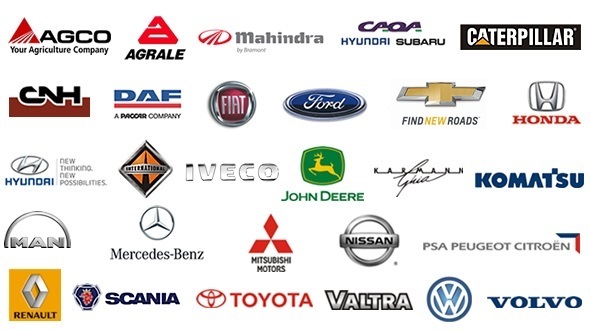 AGCO
Your Agriculture Company
AGRALE
Mahindra
by Bramont
CAOA
HYUNDAI SUBARU
CATERPILLAR
CNH
DAF
A PACCAR COMPANY
FIAT
Ford
FIND NEW ROADS
HONDA
HYUNDAI
NEW
THINKING.
NEW
POSSIBILITIES.
INTERNATIONAL
IVECO
JOHN DEERE
KARMANN
Ghia
KOMATSU
MAN
Mercedes-Benz
MITSUBISHI
MOTORS
NISSAN
PSA PEUGEOT CITROËN
RENAULT
SCANIA
TOYOTA
VALTRA
VOLVO